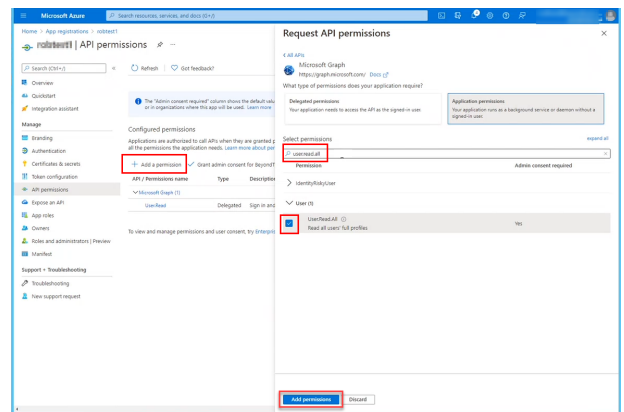 Microsoft Azure
Search resources, services, and docs (G+/)
Home > App registrations > robtest1
| API permissions
Search (Ctrl+/)
Refresh
Got feedback?
Overview
Quickstart
Integration assistant
Manage
Branding
Authentication
Certificates & secrets
Token configuration
API permissions
Expose an API
App roles
Owners
Roles and administrators | Preview
Manifest
Support + Troubleshooting
Troubleshooting
New support request
The "Admin consent required" column shows the default valu
or in organizations where this app will be used. Learn more
Configured permissions
Applications are authorized to call APIs when they are granted p
all the permissions the application needs. Learn more about per
+ Add a permission
Grant admin consent for Beyond
API / Permissions name
Type
Description
Microsoft Graph (1)
User.Read
Delegated
Sign in and
To view and manage permissions and user consent, try Enterpri
Request API permissions
All APIs
Microsoft Graph
https://graph.microsoft.com/ Docs
What type of permissions does your application require?
Delegated permissions
Your application needs to access the API as the signed-in user.
Application permissions
Your application runs as a background service or daemon without a
signed-in user.
Select permissions
expand all
user.read.all
Permission
Admin consent required
IdentityRiskyUser
User (1)
User.Read.All
Read all users' full profiles
Yes
Add permissions
Discard